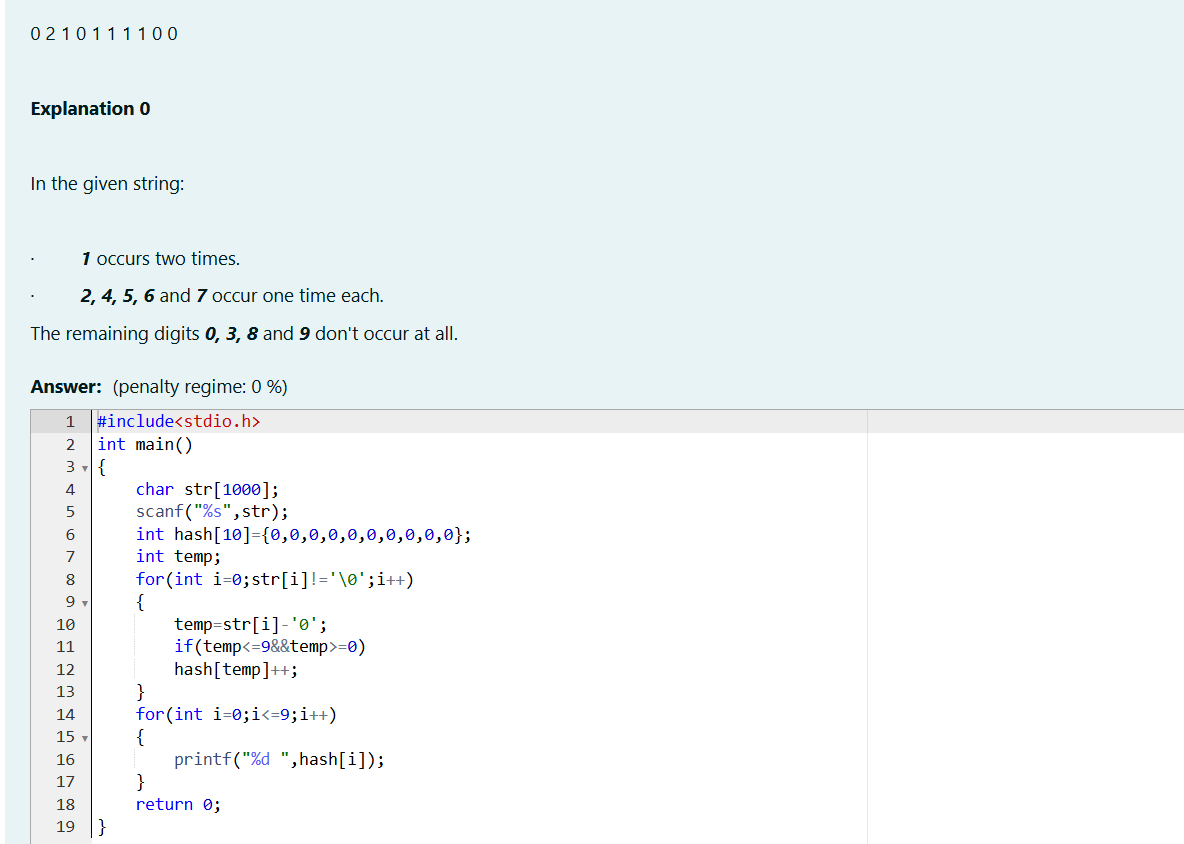 0 2 1 0 1 1 1 1 0 0
Explanation 0
In the given string:
· 1 occurs two times.
· 2, 4, 5, 6 and 7 occur one time each.
The remaining digits 0, 3, 8 and 9 don't occur at all.
Answer: (penalty regime: 0 %)
1 #include<stdio.h>
2 int main()
3 {
4     char str[1000];
5     scanf("%s",str);
6     int hash[10]={0,0,0,0,0,0,0,0,0,0};
7     int temp;
8     for(int i=0;str[i]!='\0';i++)
9     {
10         temp=str[i]-'0';
11         if(temp<=9&&temp>=0)
12         hash[temp]++;
13     }
14     for(int i=0;i<=9;i++)
15     {
16         printf("%d ",hash[i]);
17     }
18     return 0;
19 }